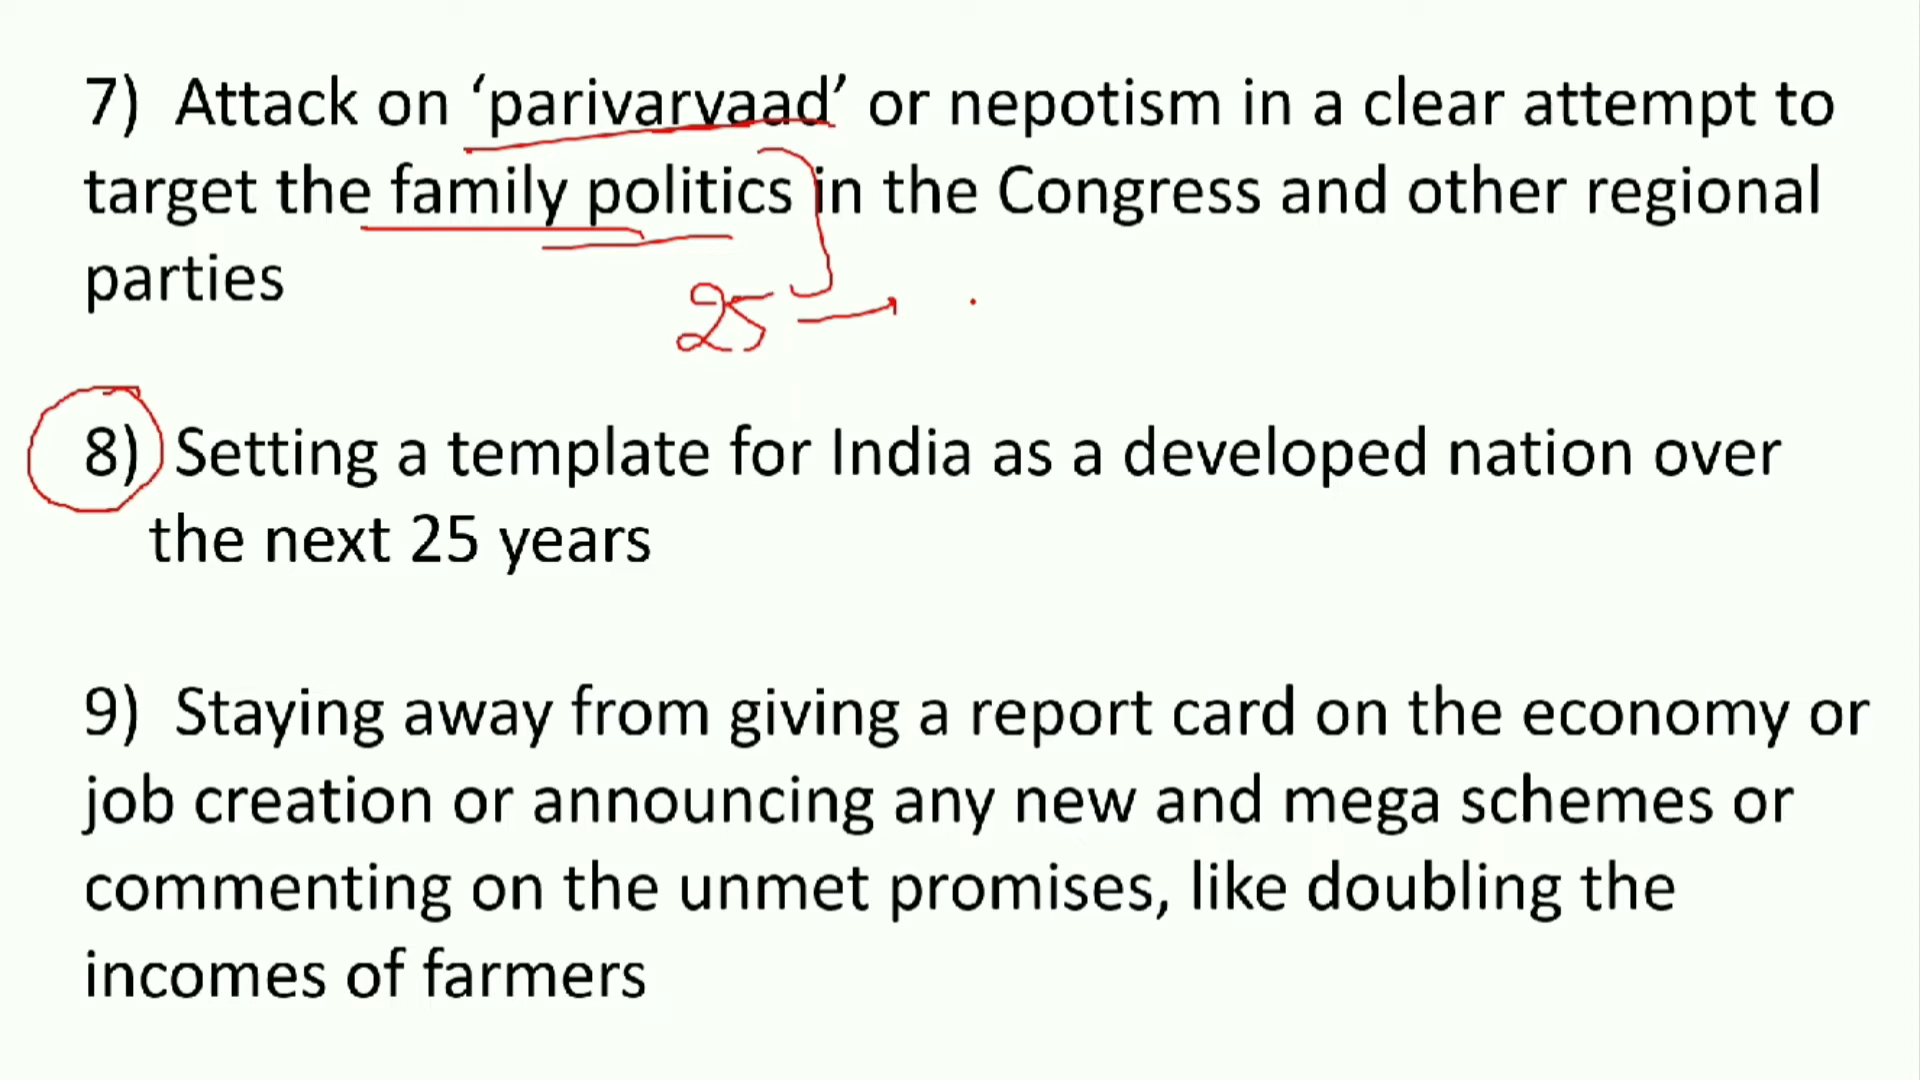 7) Attack on ‘parivarvaad’ or nepotism in a clear attempt to
target the family politics in the Congress and other regional
parties
25
8) Setting a template for India as a developed nation over
the next 25 years
9) Staying away from giving a report card on the economy or
job creation or announcing any new and mega schemes or
commenting on the unmet promises, like doubling the
incomes of farmers